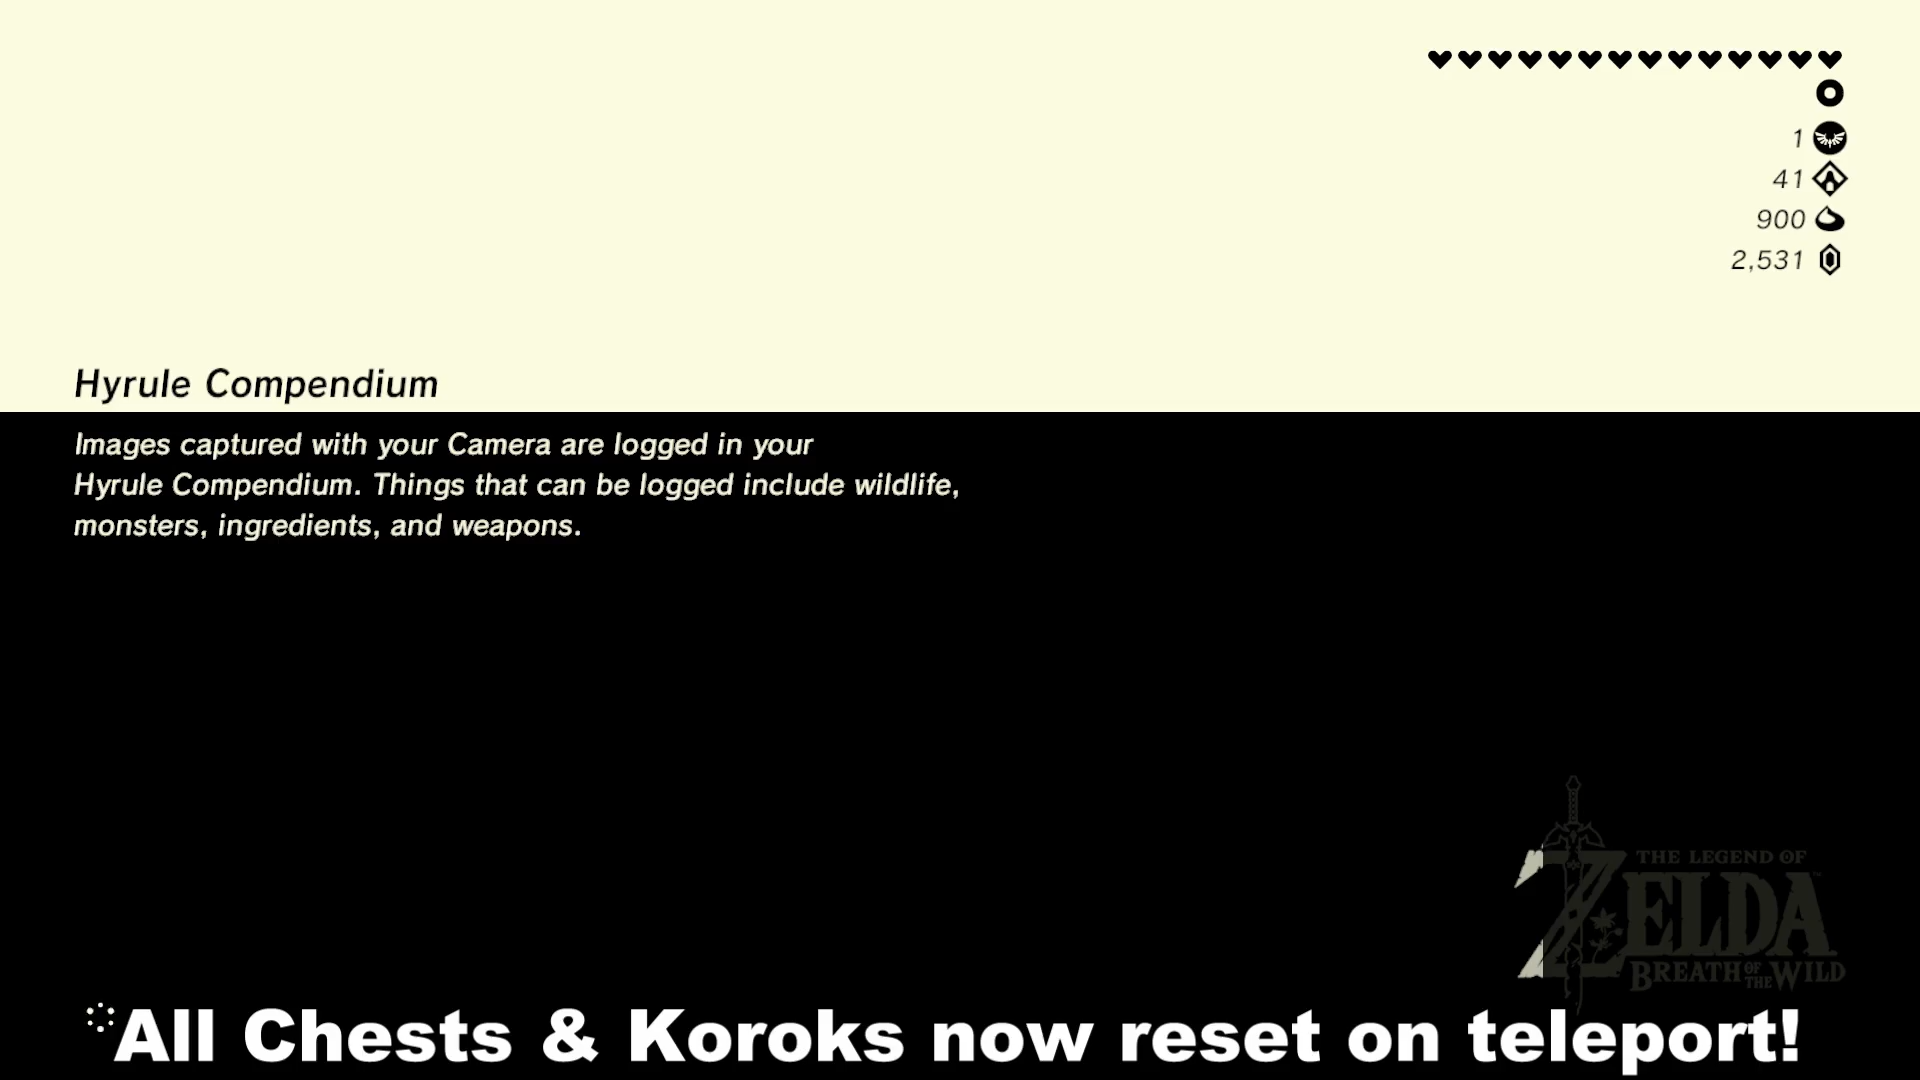 1
41
900
2,531
Hyrule Compendium
Images captured with your Camera are logged in your
Hyrule Compendium. Things that can be logged include wildlife,
monsters, ingredients, and weapons.
THE LEGEND OF
ZELDA
BREATH OF THE WILD
All Chests & Koroks now reset on teleport!